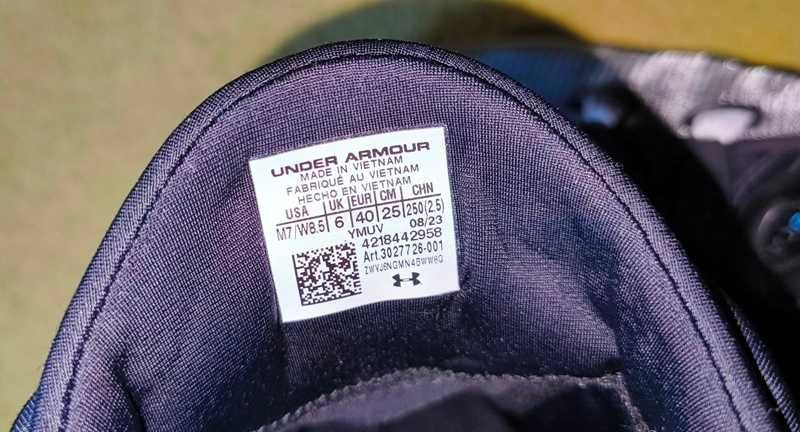 UNDER ARMOUR
MADE IN VIETNAM
FABRIQUÉ AU VIETNAM
HECHO EN VIETNAM
USA UK EUR CM CHN
M7/W8.5 6 40 25 250(2.5)
YMUV 08/23
4218442958
Art.3027726-001